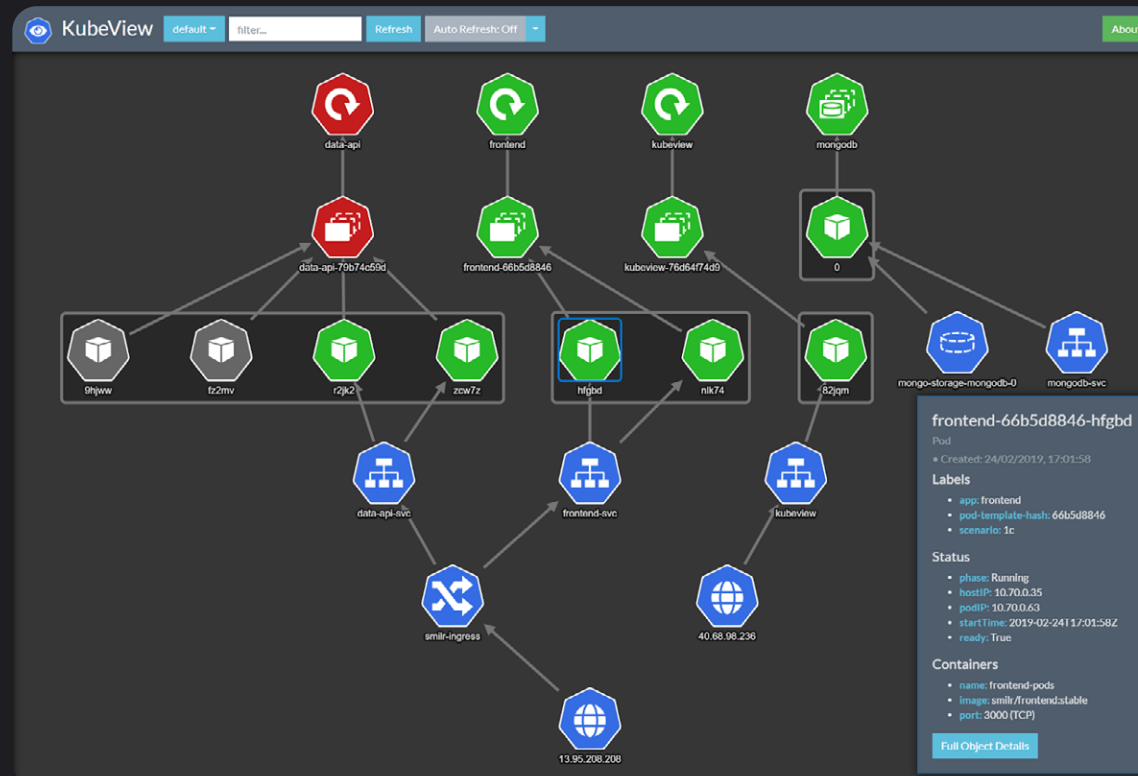 KubeView default filter... Refresh Auto Refresh: Off About
data-api frontend kubeview mongodb
data-api-79b74c59d frontend-66b5d8846 kubeview-76d64f74d9 0
9hjww fz2mv r2jk2 zcw7z hfgbd nlk74 82jqm mongo-storage-mongodb-0 mongodb-svc
data-api-svc frontend-svc kubeview
smilr-ingress 40.68.98.236
13.95.208.208
frontend-66b5d8846-hfgbd
Pod
• Created: 24/02/2019, 17:01:58
Labels
• app: frontend
• pod-template-hash: 66b5d8846
• scenario: 1c
Status
• phase: Running
• hostIP: 10.70.0.35
• podIP: 10.70.0.63
• startTime: 2019-02-24T17:01:58Z
• ready: True
Containers
• name: frontend-pods
• image: smilr/frontend:stable
• port: 3000 (TCP)
Full Object Details